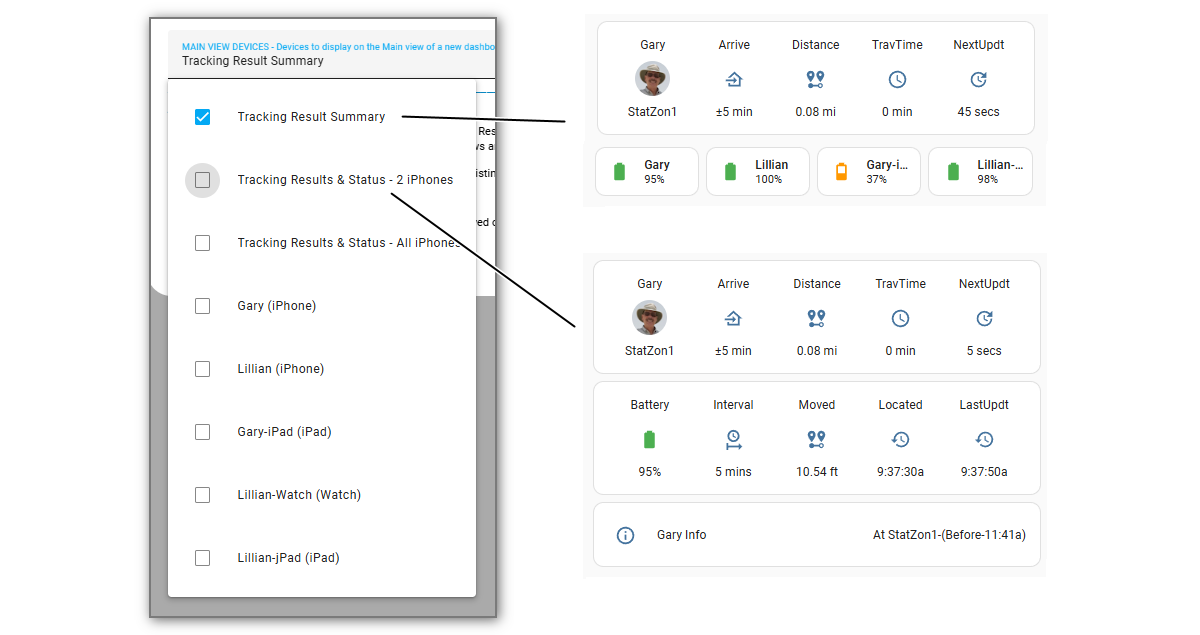 MAIN VIEW DEVICES - Devices to display on the Main view of a new dashbo
Tracking Result Summary
Tracking Result Summary
Tracking Results & Status - 2 iPhones
Tracking Results & Status - All iPhones
Gary (iPhone)
Lillian (iPhone)
Gary-iPad (iPad)
Lillian-Watch (Watch)
Lillian-jPad (iPad)
Gary Arrive Distance TravTime NextUpdt
StatZon1 ±5 min 0.08 mi 0 min 45 secs
Gary Lillian Gary-i... Lillian-...
95% 100% 37% 98%
Gary Arrive Distance TravTime NextUpdt
StatZon1 ±5 min 0.08 mi 0 min 5 secs
Battery Interval Moved Located LastUpdt
95% 5 mins 10.54 ft 9:37:30a 9:37:50a
Gary Info At StatZon1-(Before-11:41a)